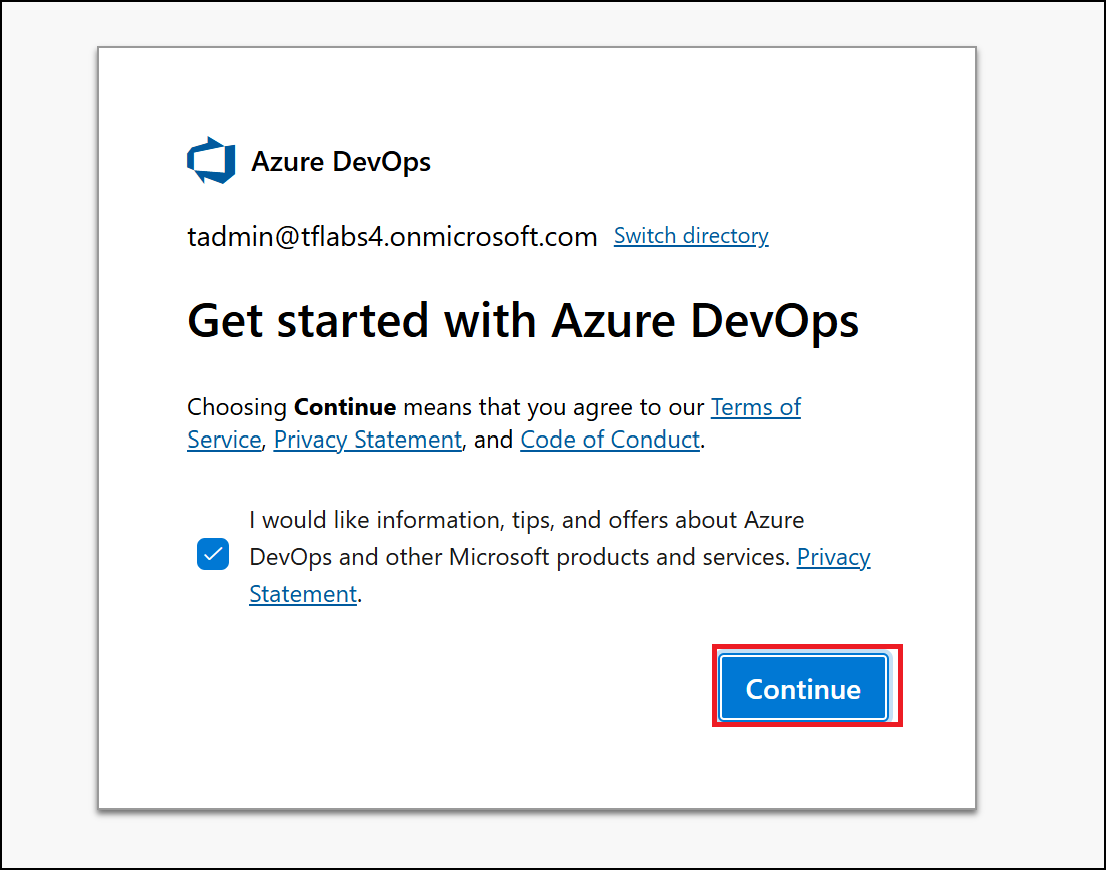 Azure DevOps
tadmin@tflabs4.onmicrosoft.com Switch directory
Get started with Azure DevOps
Choosing Continue means that you agree to our Terms of
Service, Privacy Statement, and Code of Conduct.
I would like information, tips, and offers about Azure
DevOps and other Microsoft products and services. Privacy
Statement.
Continue